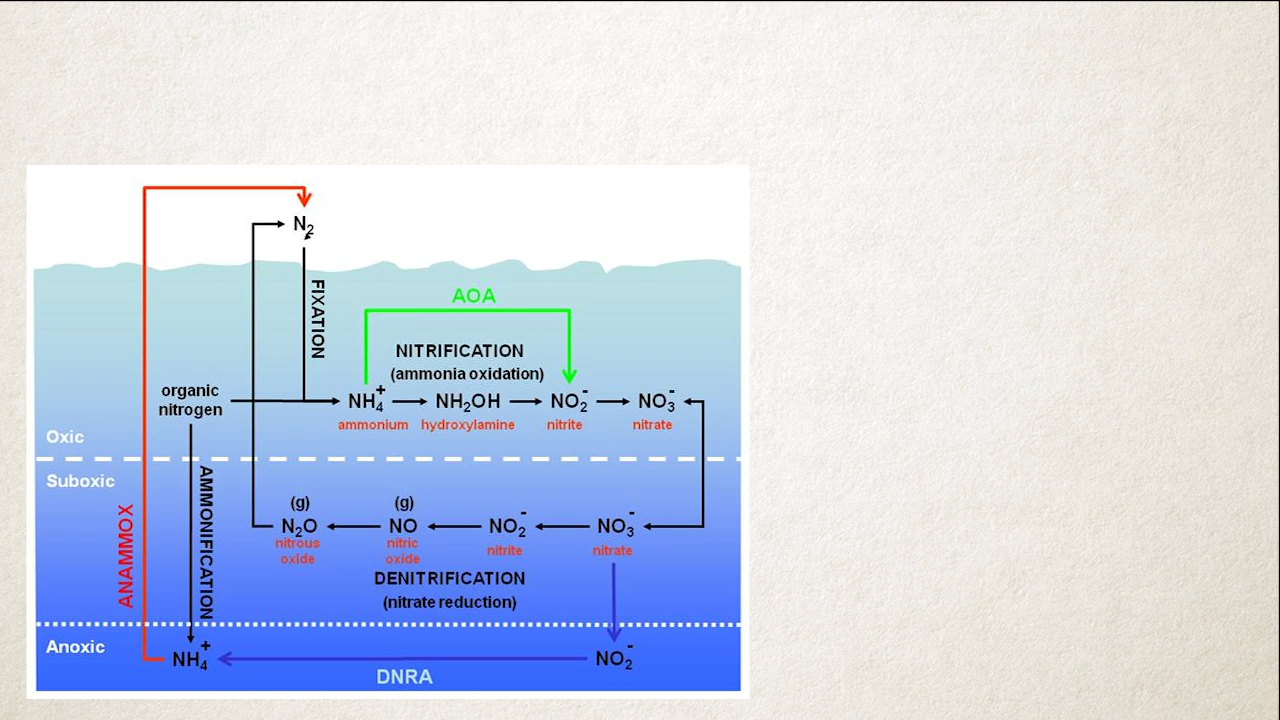 N₂
FIXATION
AOA
NITRIFICATION
(ammonia oxidation)
organic
nitrogen
NH₄⁺
NH₂OH
NO₂⁻
NO₃⁻
ammonium
hydroxylamine
nitrite
nitrate
Oxic
Suboxic
AMMONIFICATION
ANAMMOX
(g)
(g)
N₂O
NO
NO₂⁻
NO₃⁻
nitrous
oxide
nitric
oxide
nitrite
nitrate
DENITRIFICATION
(nitrate reduction)
Anoxic
NH₄⁺
NO₂⁻
DNRA